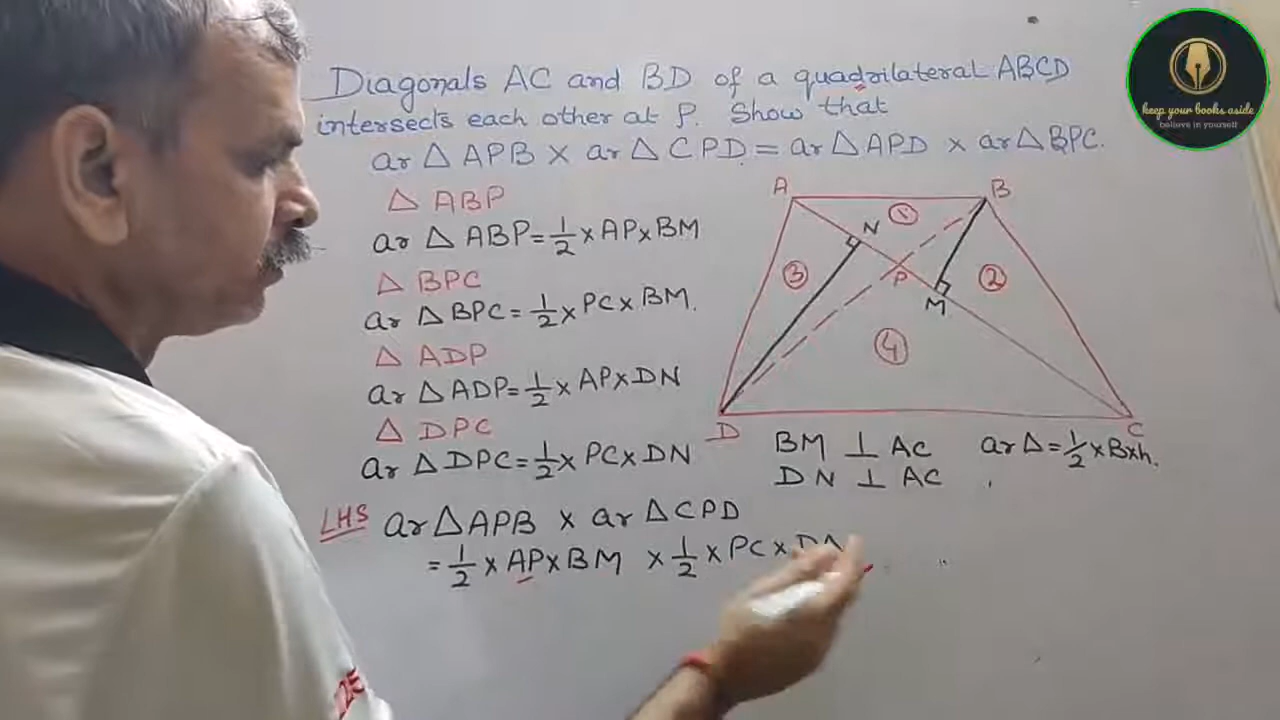 Diagonals AC and BD of a quadrilateral ABCD
intersects each other at P. Show that
ar △ APB × ar △ CPD = ar △ APD × ar △ BPC.
△ ABP
ar △ ABP = 1/2 × AP × BM
△ BPC
ar △ BPC = 1/2 × PC × BM.
△ ADP
ar △ ADP = 1/2 × AP × DN
△ DPC
ar △ DPC = 1/2 × PC × DN
LHS ar △ APB × ar △ CPD
= 1/2 × AP × BM × 1/2 × PC × DN
A
B
N
①
③
P
②
M
④
D
C
BM ⊥ AC
DN ⊥ AC
ar △ = 1/2 × B×h.
keep your books aside
believe in yourself